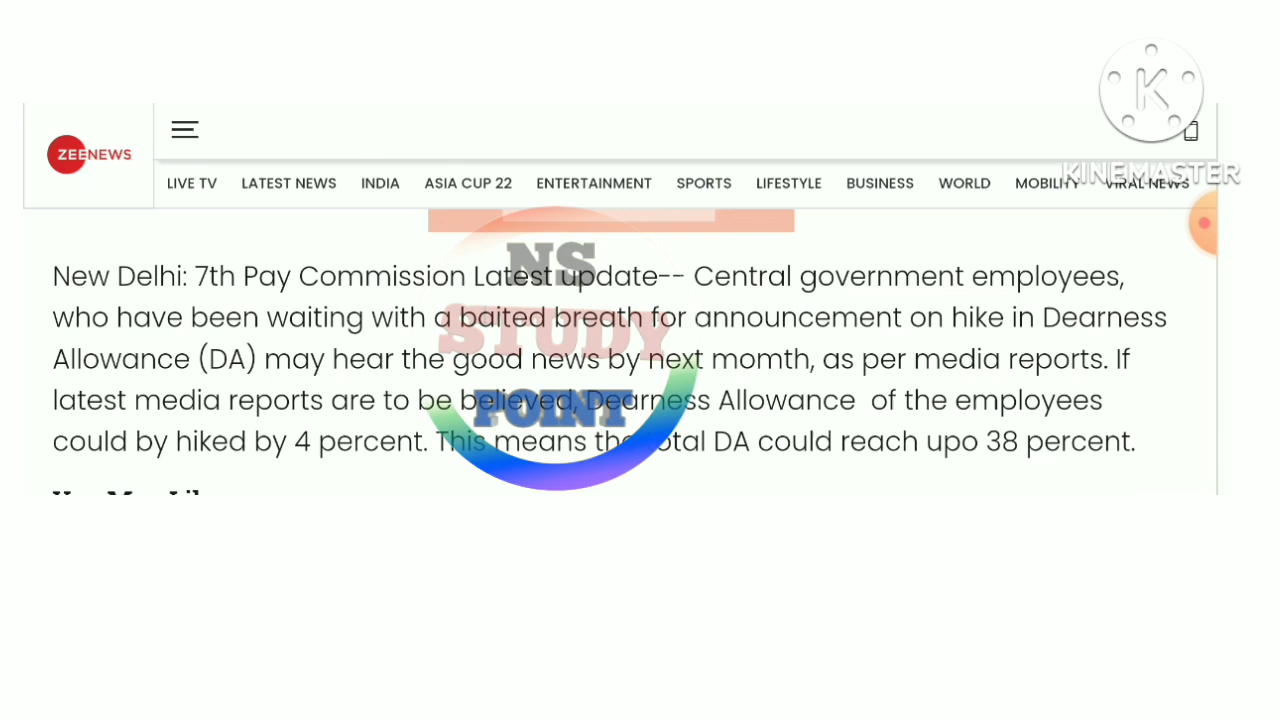 K
KINEMASTER
ZEENEWS
LIVE TV LATEST NEWS INDIA ASIA CUP 22 ENTERTAINMENT SPORTS LIFESTYLE BUSINESS WORLD MOBILITY VIRAL NEWS
NS
STUDY
POINT
New Delhi: 7th Pay Commission Latest update-- Central government employees,
who have been waiting with a baited breath for announcement on hike in Dearness
Allowance (DA) may hear the good news by next momth, as per media reports. If
latest media reports are to be believed, Dearness Allowance of the employees
could by hiked by 4 percent. This means the total DA could reach upo 38 percent.